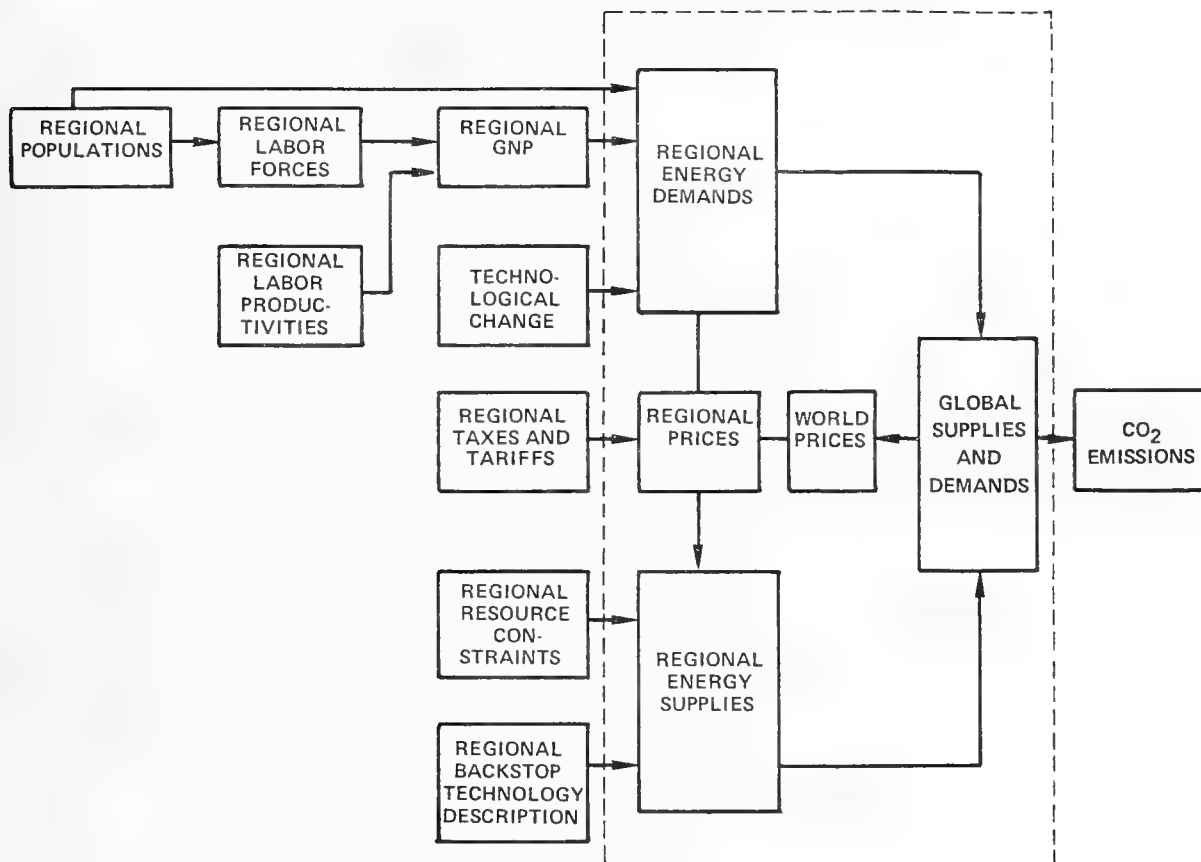 REGIONAL
POPULATIONS
REGIONAL
LABOR
FORCES
REGIONAL
GNP
REGIONAL
ENERGY
DEMANDS
REGIONAL
LABOR
PRODUC-
TIVITIES
TECHNO-
LOGICAL
CHANGE
REGIONAL
TAXES AND
TARIFFS
REGIONAL
PRICES
WORLD
PRICES
GLOBAL
SUPPLIES
AND
DEMANDS
CO2
EMISSIONS
REGIONAL
RESOURCE
CON-
STRAINTS
REGIONAL
ENERGY
SUPPLIES
REGIONAL
BACKSTOP
TECHNOLOGY
DESCRIPTION